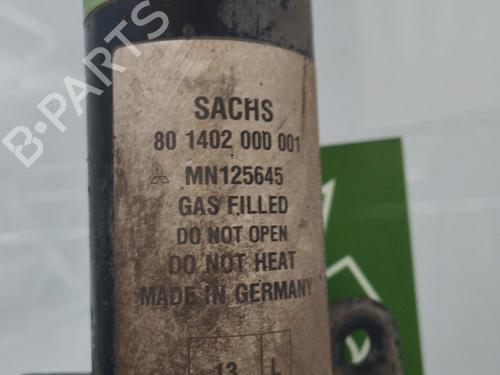 B-PARTS
SACHS
80 1402 000 001
MN125645
GAS FILLED
DO NOT OPEN
DO NOT HEAT
MADE IN GERMANY
13 L